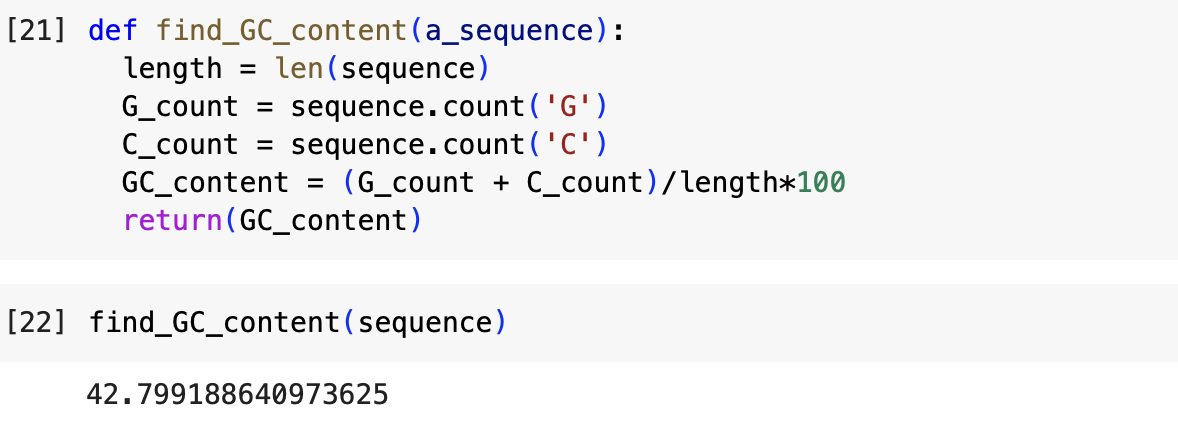 [21] def find_GC_content(a_sequence):
length = len(sequence)
G_count = sequence.count('G')
C_count = sequence.count('C')
GC_content = (G_count + C_count)/length*100
return(GC_content)
[22] find_GC_content(sequence)
42.799188640973625